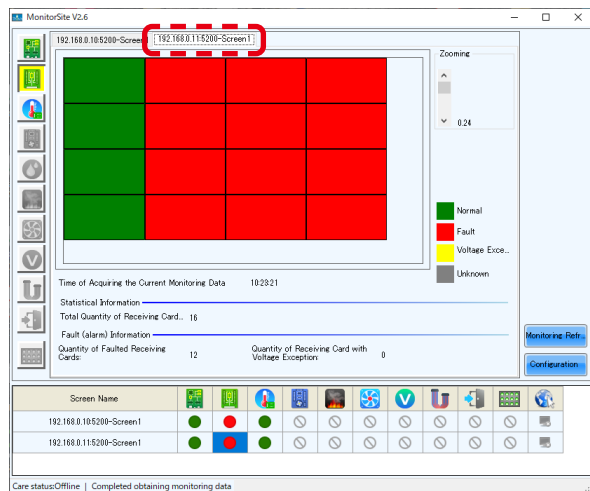 MonitorSite V2.6
192.168.0.10:5200-Screen1 192.168.0.11:5200-Screen1
Zooming
0.24
Normal
Fault
Voltage Exce...
Unknown
Time of Acquiring the Current Monitoring Data 10:23:21
Statistical Information
Total Quantity of Receiving Card.. 16
Fault (alarm) Information
Quantity of Faulted Receiving Cards: 12 Quantity of Receiving Card with Voltage Exception: 0
Monitoring Refr...
Configuration
Screen Name
192.168.0.10:5200-Screen1
192.168.0.11:5200-Screen1
Care status:Offline | Completed obtaining monitoring data